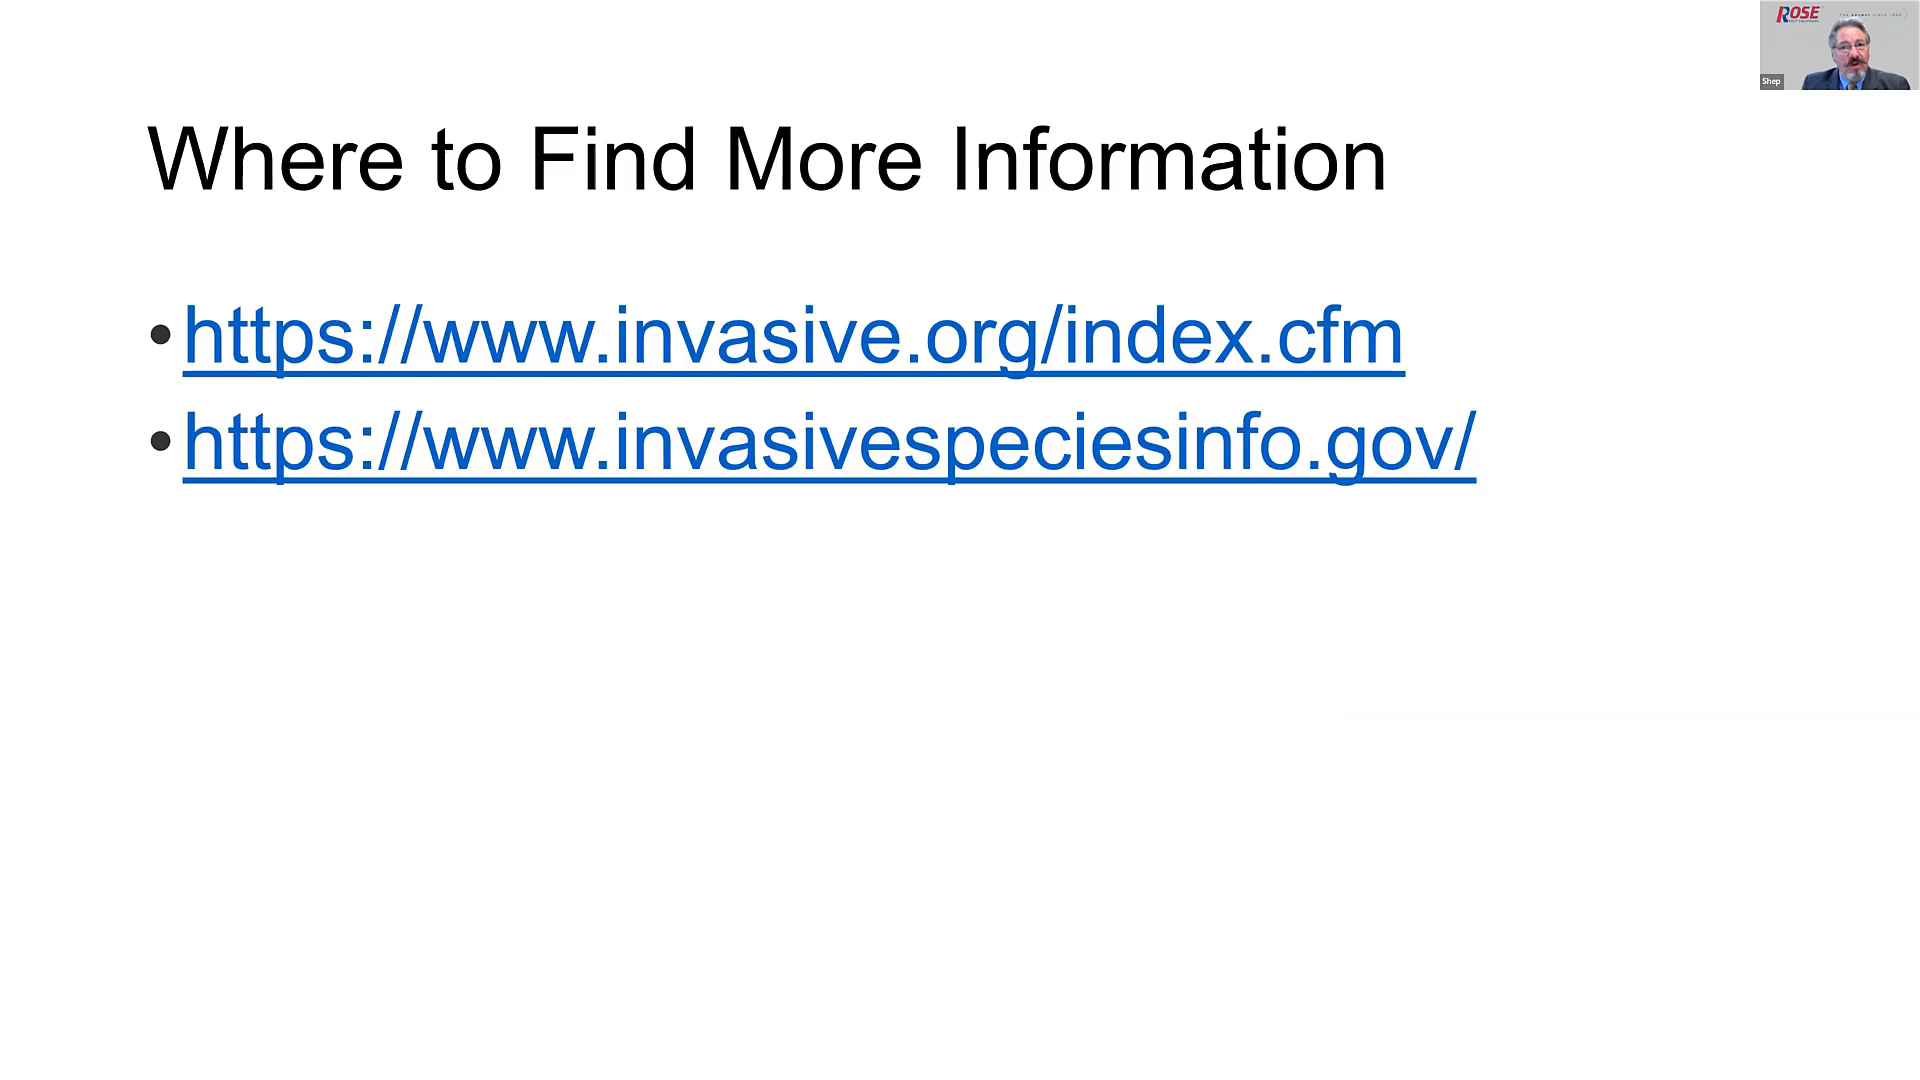 ROSE
Shep
Where to Find More Information
•https://www.invasive.org/index.cfm
•https://www.invasivespeciesinfo.gov/